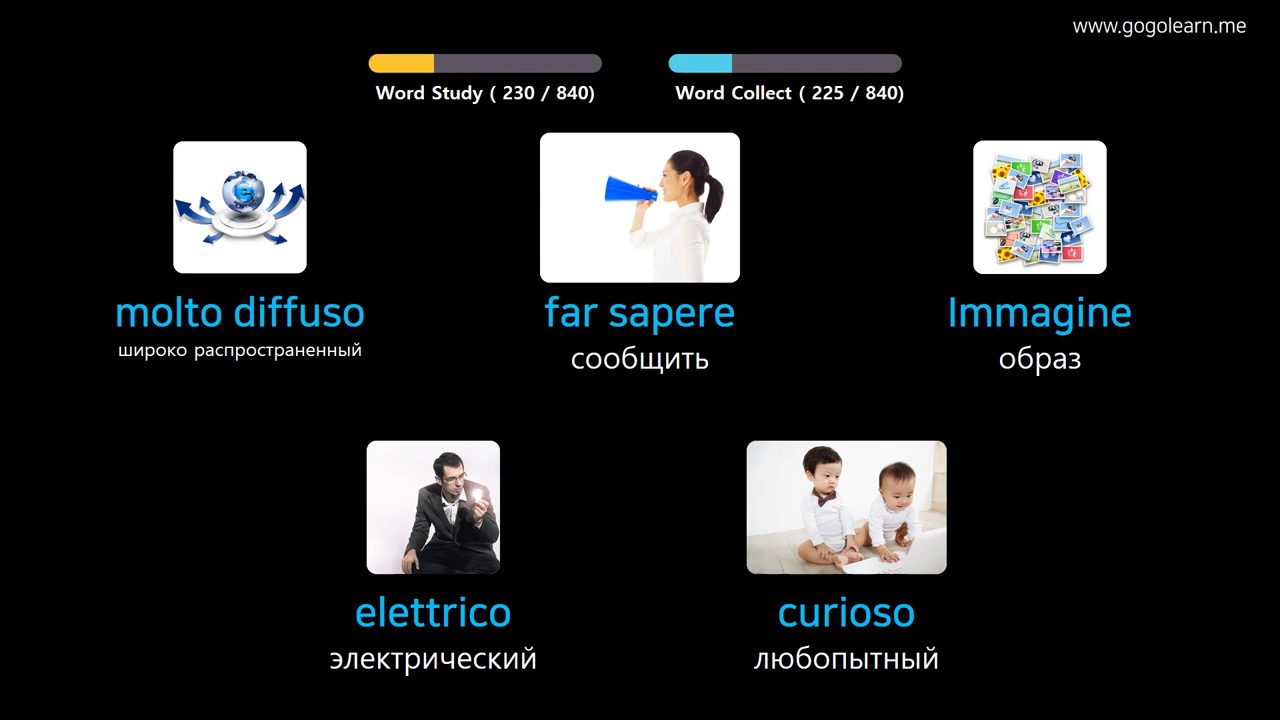 www.gogolearn.me
Word Study ( 230 / 840)
Word Collect ( 225 / 840)
molto diffuso
широко распространенный
far sapere
сообщить
Immagine
образ
elettrico
электрический
curioso
любопытный